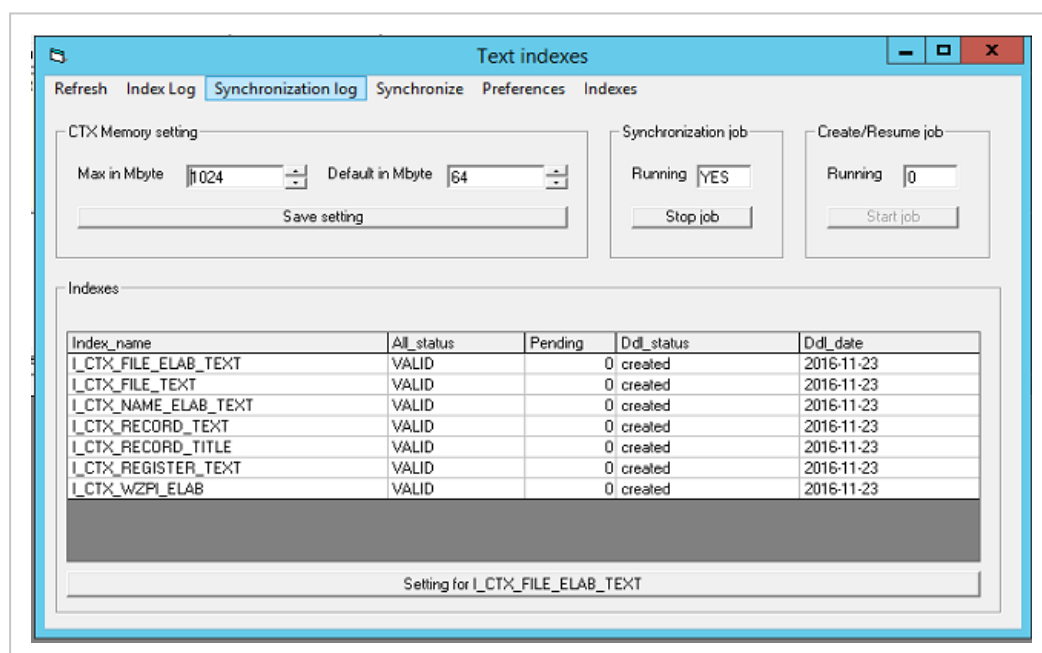 Text indexes
Refresh Index Log Synchronization log Synchronize Preferences Indexes
CTX Memory setting Synchronization job Create/Resume job
Max in Mbyte 1024 Default in Mbyte 64 Running YES Running 0
Save setting Stop job Start job
Indexes
Index_name All_status Pending Ddl_status Ddl_date
I_CTX_FILE_ELAB_TEXT VALID 0 created 2016-11-23
I_CTX_FILE_TEXT VALID 0 created 2016-11-23
I_CTX_NAME_ELAB_TEXT VALID 0 created 2016-11-23
I_CTX_RECORD_TEXT VALID 0 created 2016-11-23
I_CTX_RECORD_TITLE VALID 0 created 2016-11-23
I_CTX_REGISTER_TEXT VALID 0 created 2016-11-23
I_CTX_WZPI_ELAB VALID 0 created 2016-11-23
Setting for I_CTX_FILE_ELAB_TEXT